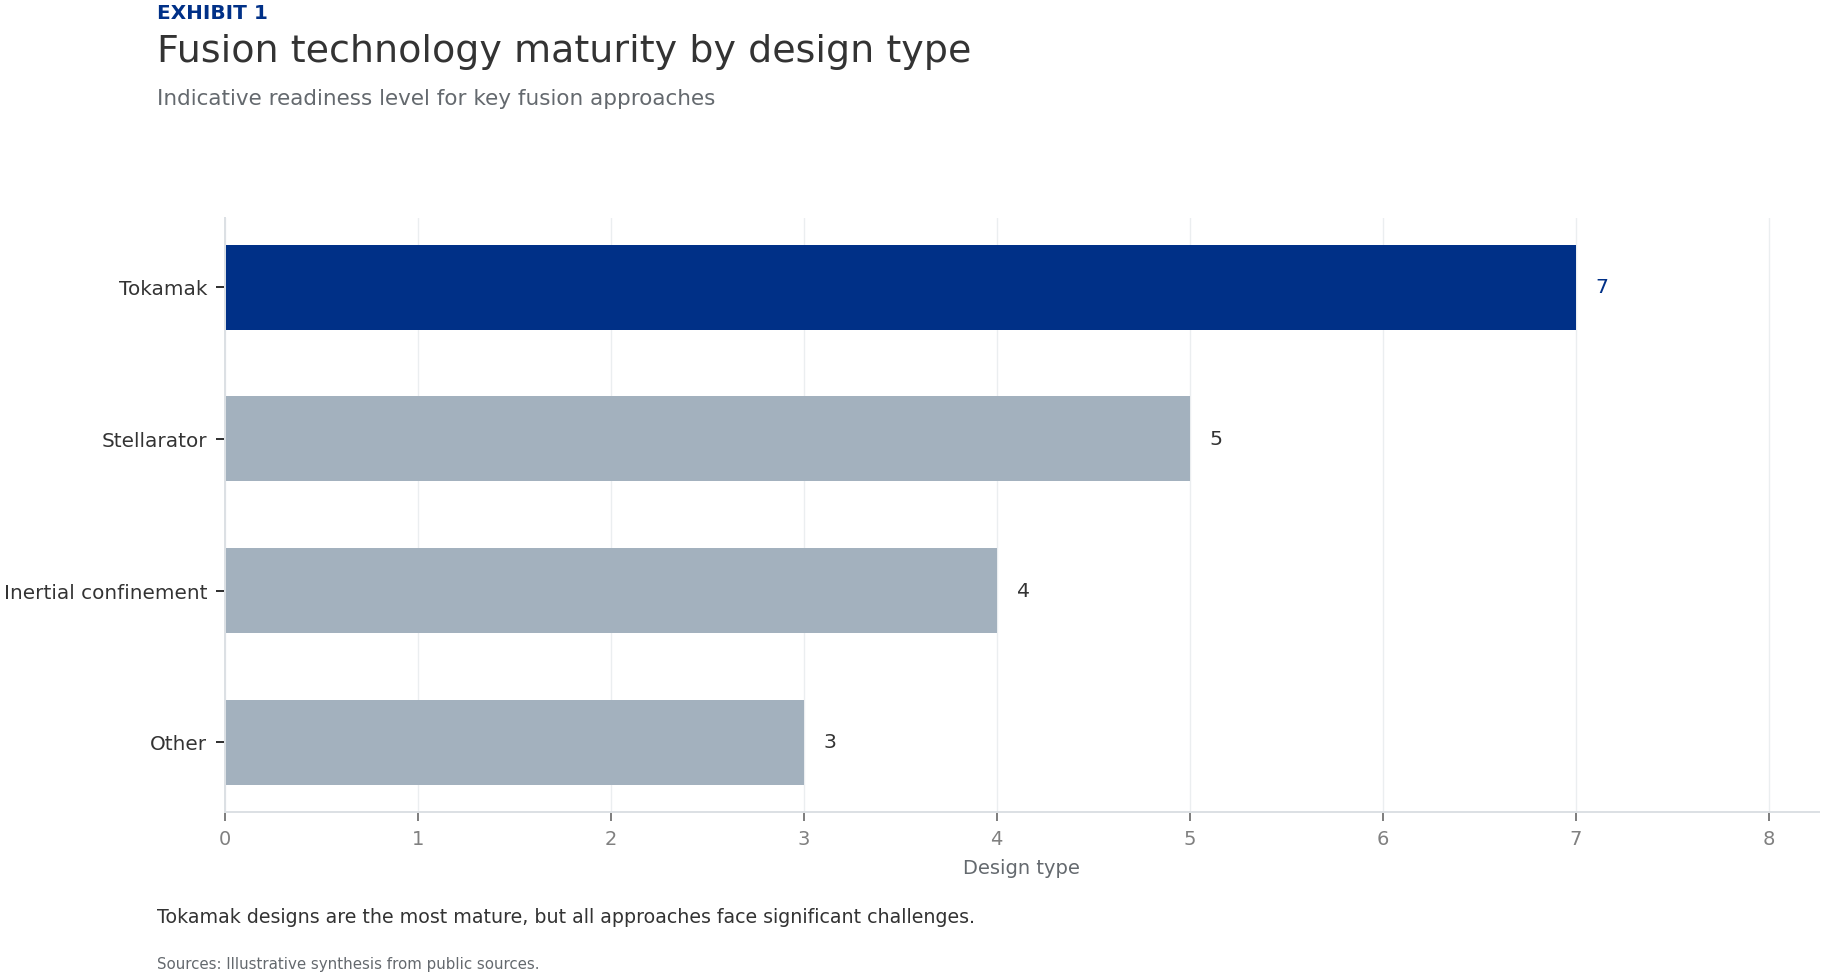 EXHIBIT 1
Fusion technology maturity by design type
Indicative readiness level for key fusion approaches
Tokamak
7
Stellarator
5
Inertial confinement
4
Other
3
0 1 2 3 4 5 6 7 8
Design type
Tokamak designs are the most mature, but all approaches face significant challenges.
Sources: Illustrative synthesis from public sources.